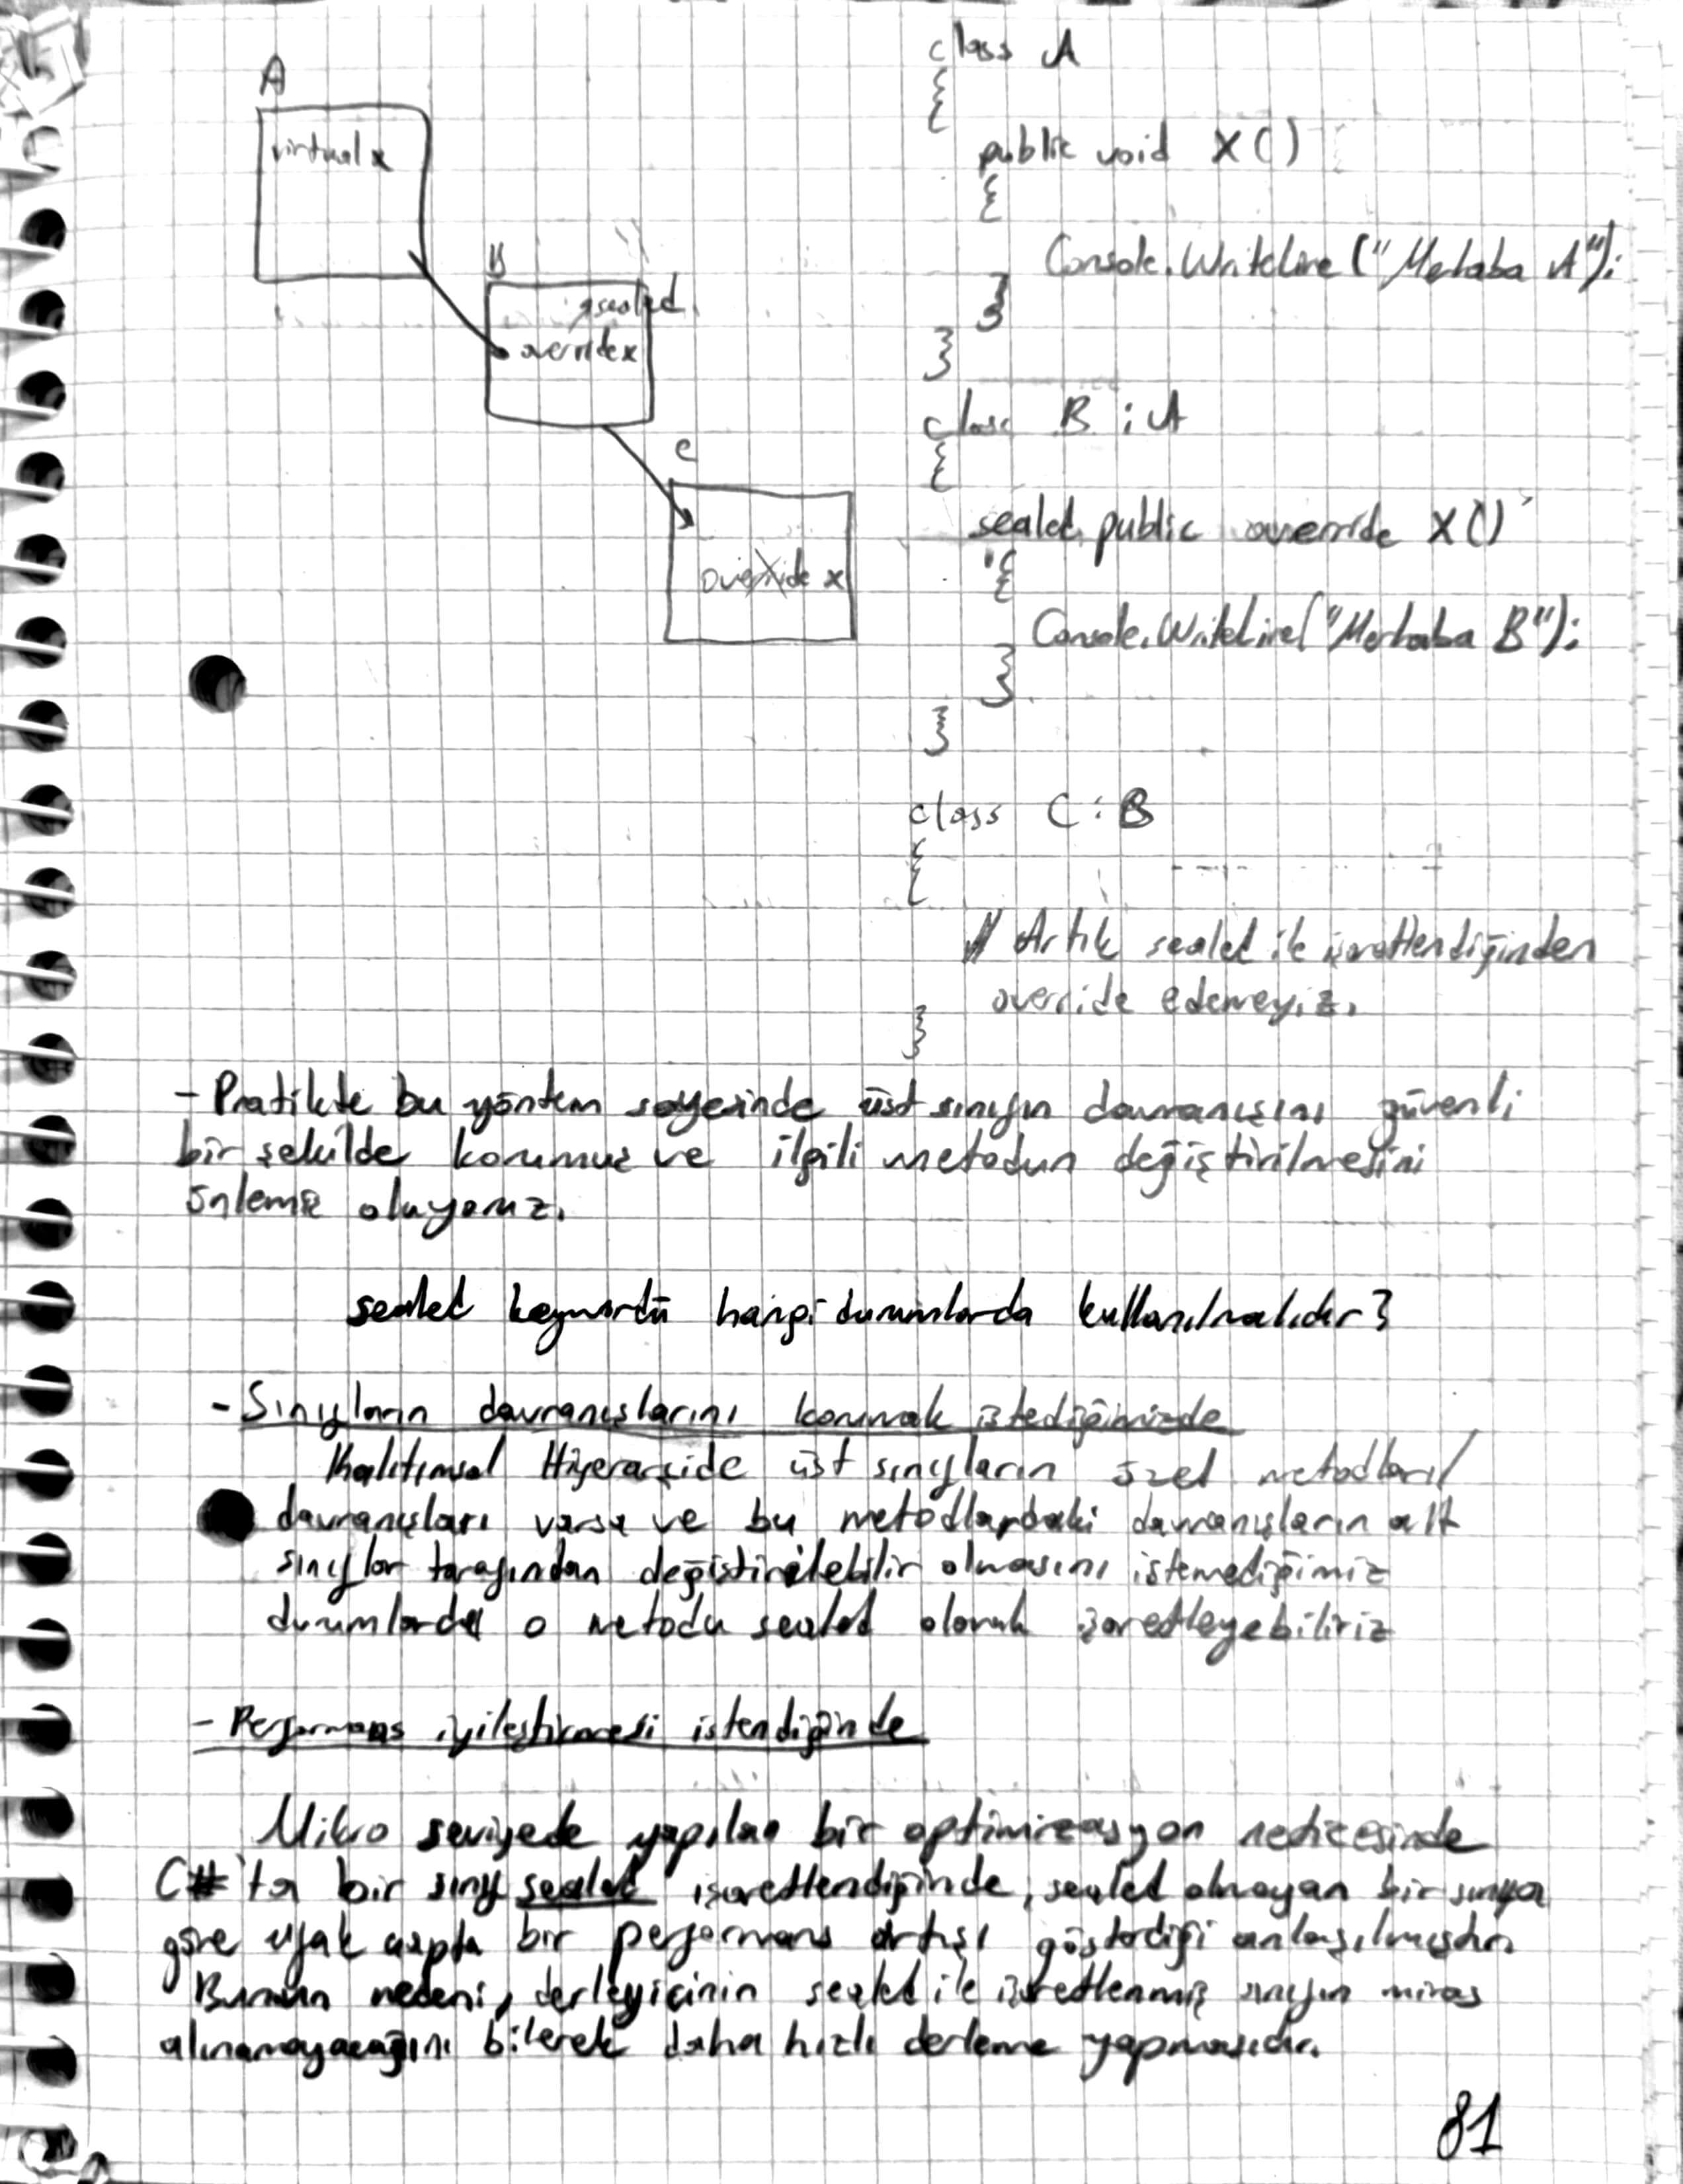 A
virtual x
B
sealed
override x
C
override x
class A
{
public void X()
{
Console.WriteLine("Merhaba A");
}
}
class B : A
{
sealed public override X()
{
Console.WriteLine("Merhaba B");
}
}
class C : B
{
// Artık sealed ile işaretlendiğinden
override edemeyiz.
}
- Pratikte bu yöntem sayesinde üst sınıfın davranışını güvenli
bir şekilde korumuş ve ilgili metodun değiştirilmesini
önlemiş oluyoruz.
sealed keywordü hangi durumlarda kullanılmalıdır?
- Sınıfların davranışlarını korumak istediğimizde
Kalıtımsal Hiyerarşide üst sınıfların özel metodları/
davranışları varsa ve bu metodlardaki davranışların alt
sınıflar tarafından değiştirilebilir olmasını istemediğimiz
durumlarda o metodu sealed olarak işaretleyebiliriz
- Performans iyileştirmesi istendiğinde
Mikro seviyede yapılan bir optimizasyon neticesinde
C#'ta bir sınıf sealed işaretlendiğinde, sealed olmayan bir sınıfa
göre ufak çapta bir performans artışı gösterdiği anlaşılmıştır.
Bunun nedeni, derleyicinin sealed ile işaretlenmiş sınıfın miras
alınamayacağını bilerek daha hızlı derleme yapmasıdır.
81